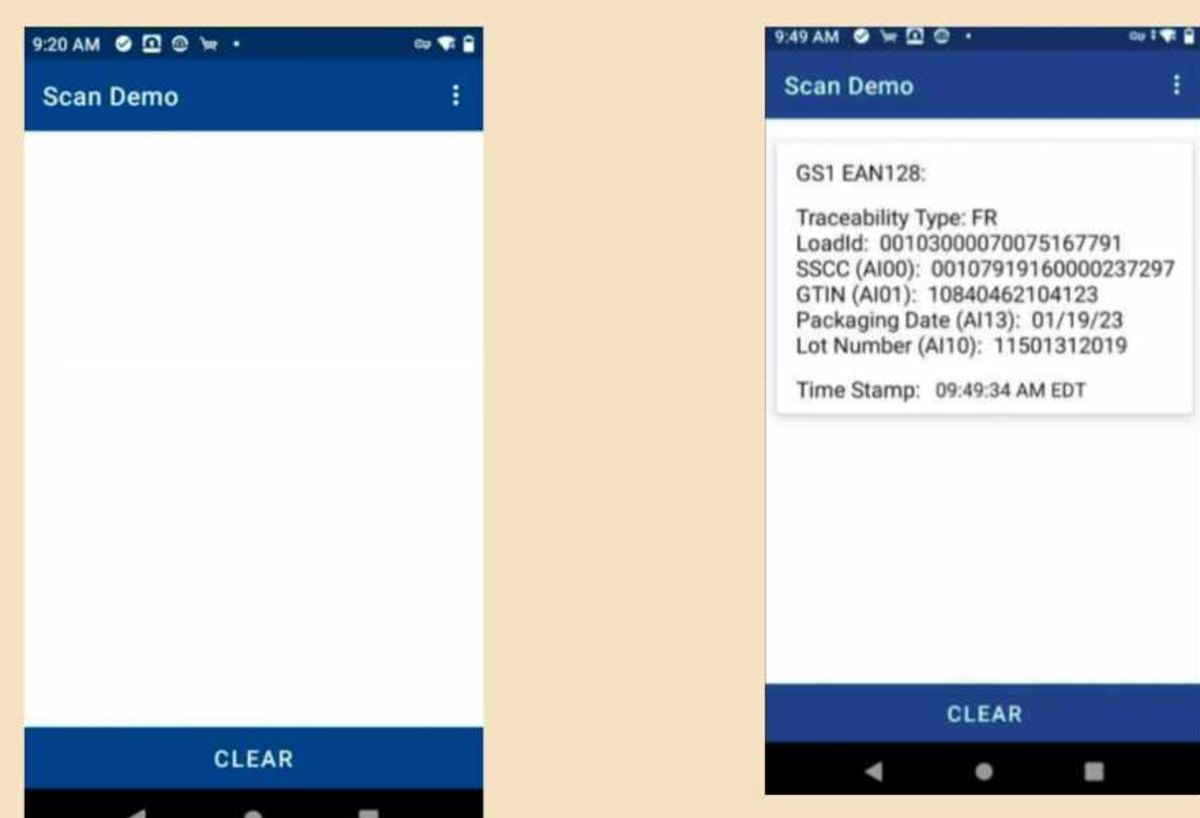 9:20 AM
Scan Demo
CLEAR
9:49 AM
Scan Demo
GS1 EAN128:
Traceability Type: FR
LoadId: 00103000070075167791
SSCC (AI00): 00107919160000237297
GTIN (AI01): 10840462104123
Packaging Date (AI13): 01/19/23
Lot Number (AI10): 11501312019
Time Stamp: 09:49:34 AM EDT
CLEAR